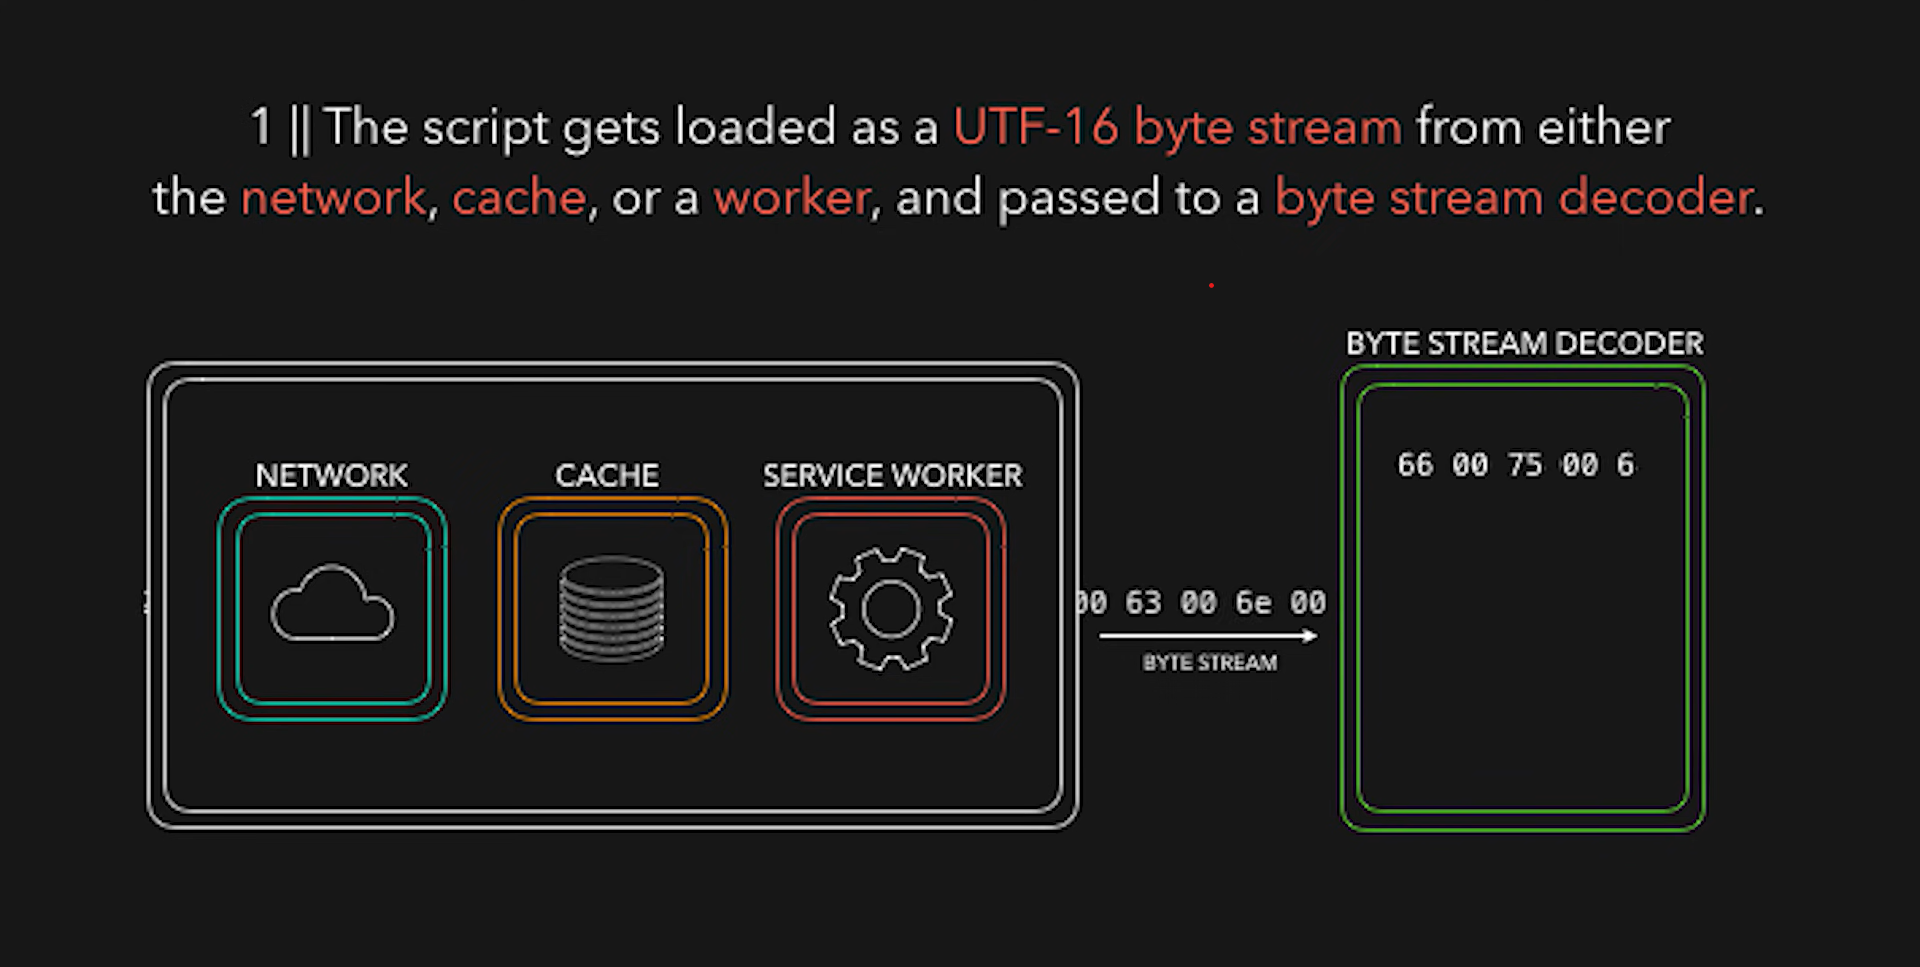 1 || The script gets loaded as a UTF-16 byte stream from either
the network, cache, or a worker, and passed to a byte stream decoder.
BYTE STREAM DECODER
66 00 75 00 6
NETWORK CACHE SERVICE WORKER
00 63 00 6e 00
BYTE STREAM